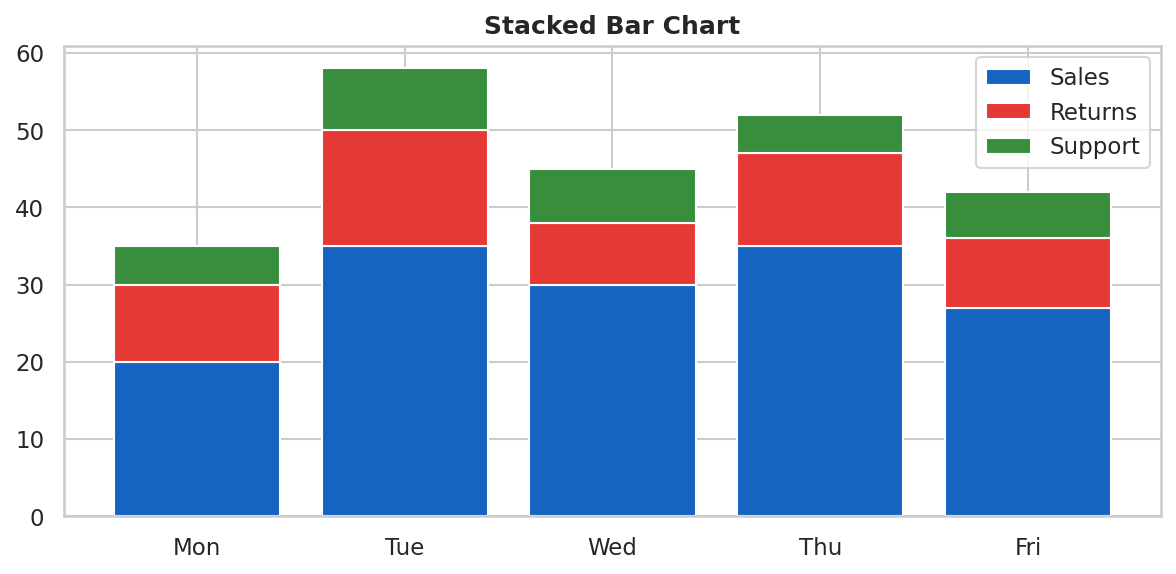 Stacked Bar Chart
60
50
40
30
20
10
0
Sales
Returns
Support
Mon Tue Wed Thu Fri